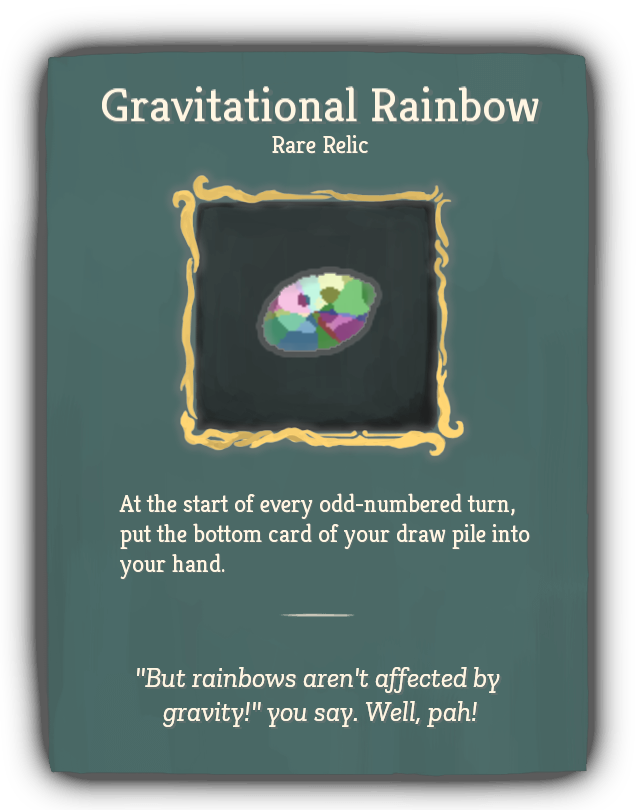 Gravitational Rainbow
Rare Relic
At the start of every odd-numbered turn,
put the bottom card of your draw pile into
your hand.
"But rainbows aren't affected by
gravity!" you say. Well, pah!